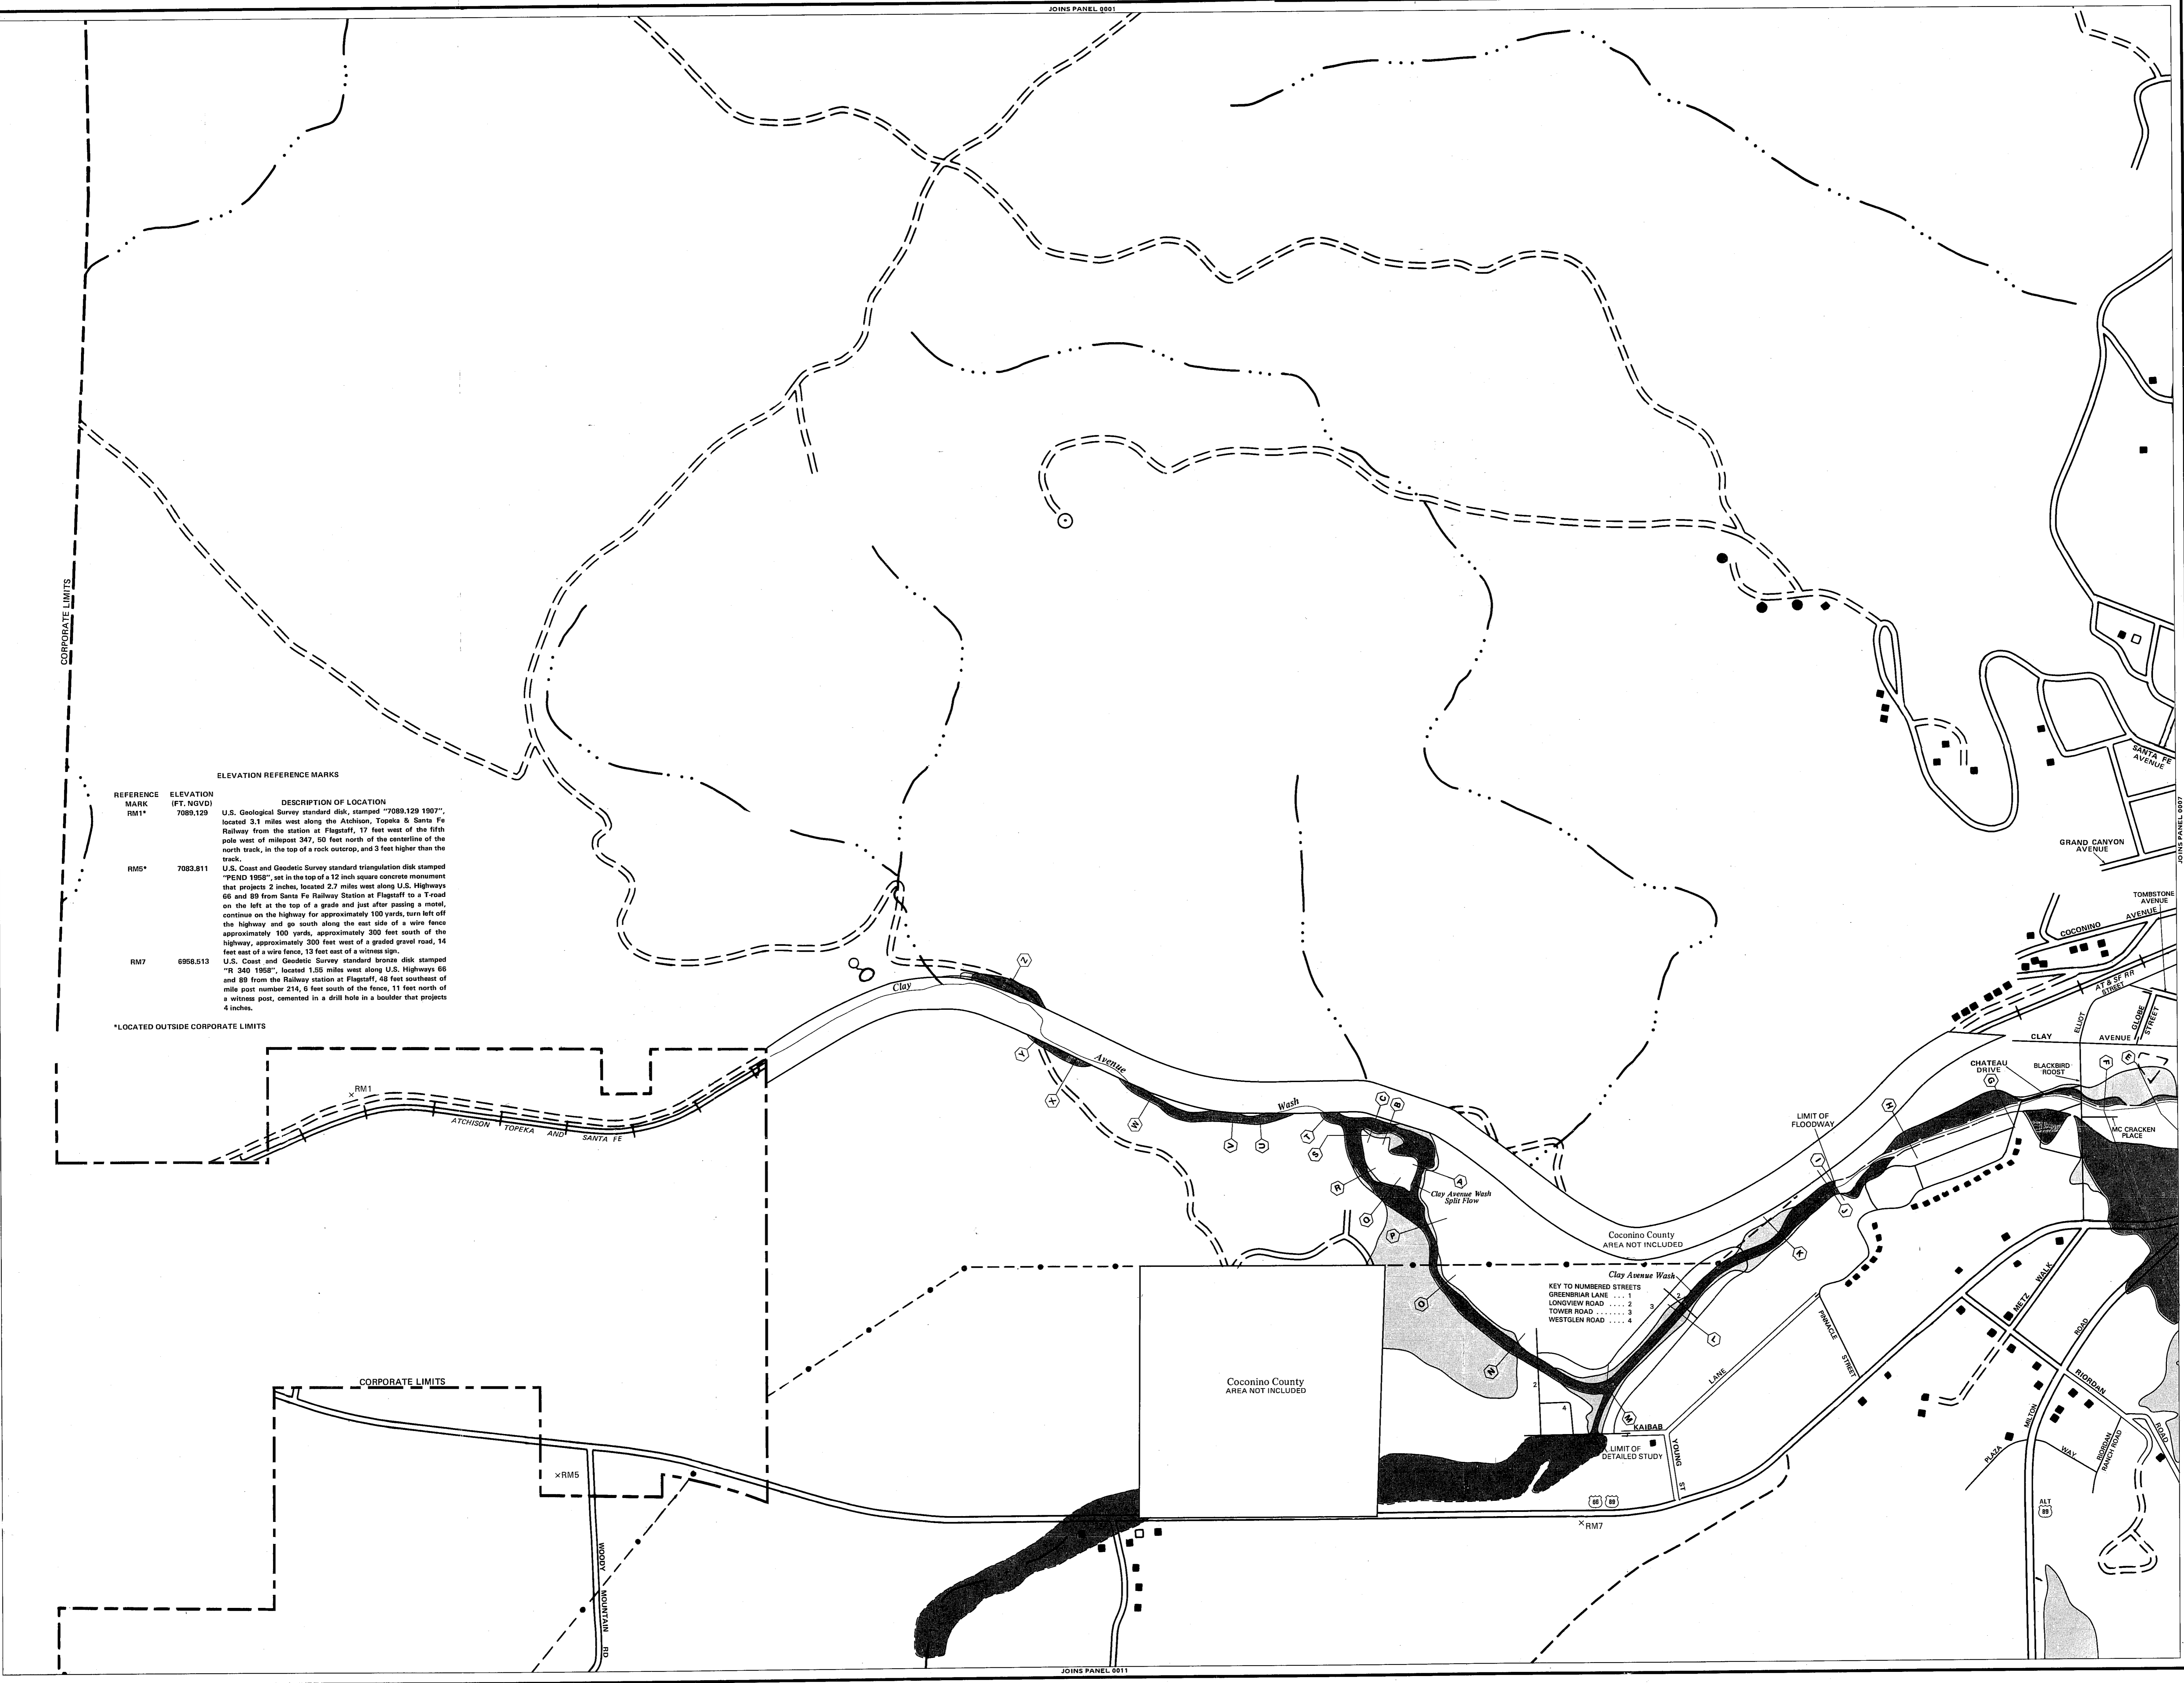 JOINS PANEL 0001
CORPORATE LIMITS
ELEVATION REFERENCE MARKS
REFERENCE MARK
ELEVATION (FT. NGVD)
DESCRIPTION OF LOCATION
RM1* 7089.129 U.S. Geological Survey standard disk, stamped "7089.129 1907",
located 3.1 miles west along the Atchison, Topeka & Santa Fe
Railway from the station at Flagstaff, 17 feet west of the fifth
pole west of milepost 347, 50 feet north of the centerline of the
north track, in the top of a rock outcrop, and 3 feet higher than the
track.
RM5* 7083.811 U.S. Coast and Geodetic Survey standard triangulation disk stamped
"PEND 1958", set in the top of a 12 inch square concrete monument
that projects 2 inches, located 2.7 miles west along U.S. Highways
66 and 89 from Santa Fe Railway Station at Flagstaff to a T-road
on the left at the top of a grade and just after passing a motel,
continue on the highway for approximately 100 yards, turn left off
the highway and go south along the east side of a wire fence
approximately 100 yards, approximately 300 feet south of the
highway, approximately 300 feet west of a graded gravel road, 14
feet east of a wire fence, 13 feet east of a witness sign.
RM7 6958.513 U.S. Coast and Geodetic Survey standard bronze disk stamped
"R 340 1958", located 1.55 miles west along U.S. Highways 66
and 89 from the Railway station at Flagstaff, 48 feet southeast of
mile post number 214, 6 feet south of the fence, 11 feet north of
a witness post, cemented in a drill hole in a boulder that projects
4 inches.
*LOCATED OUTSIDE CORPORATE LIMITS
SANTA FE
AVENUE
JOINS PANEL 0007
GRAND CANYON
AVENUE
TOMBSTONE
AVENUE
COCONINO AVENUE
AT & SF RR
STREET
ELLIOT
GLOBE
STREET
CLAY AVENUE
CHATEAU
DRIVE
BLACKBIRD
ROOST
MC CRACKEN
PLACE
LIMIT OF
FLOODWAY
E
F
G
H
I
J
K
L
M
N
O
P
Q
R
S
T
U
V
W
X
Y
Z
A
B
C
Clay Avenue Wash
Clay Avenue Wash
Split Flow
RM1
ATCHISON TOPEKA AND SANTA FE
Coconino County
AREA NOT INCLUDED
Clay Avenue Wash
KEY TO NUMBERED STREETS
GREENBRIAR LANE . . . 1
LONGVIEW ROAD . . . . 2
TOWER ROAD . . . . . . . 3
WESTGLEN ROAD . . . . 4
2
3
2
4
Coconino County
AREA NOT INCLUDED
CORPORATE LIMITS
RM5
WOODY MOUNTAIN RD
KAIBAB LANE
LIMIT OF
DETAILED STUDY
YOUNG ST
PINNACLE STREET
METZ WALK
RIORDAN ROAD
MILTON ROAD
PLAZA WAY
RIORDAN
RANCH ROAD
66 89
RM7
ALT
89
JOINS PANEL 0011